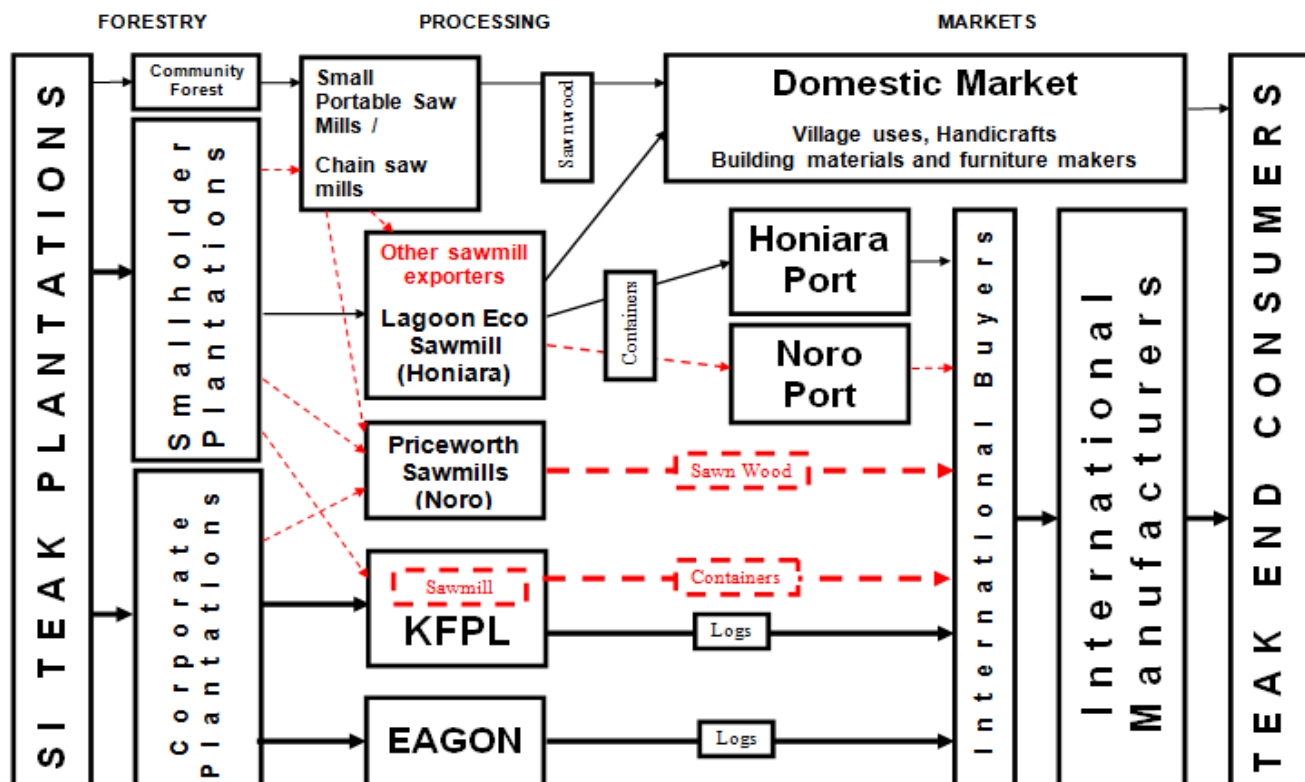 FORESTRY
PROCESSING
MARKETS
SI TEAK PLANTATIONS
Community
Forest
Smallholder
Plantations
Corporates
Plantations
Small
Portable Saw
Mills /
Chain saw
mills
Sawnwood
Domestic Market
Village uses, Handicrafts
Building materials and furniture makers
Other sawmill
exporters
Lagoon Eco
Sawmill
(Honiara)
Containers
Honiara
Port
Noro
Port
Priceworth
Sawmills
(Noro)
Sawn Wood
Sawmill
KFPL
Containers
Logs
EAGON
Logs
International Buyers
International
Manufacturers
TEAK END CONSUMERS